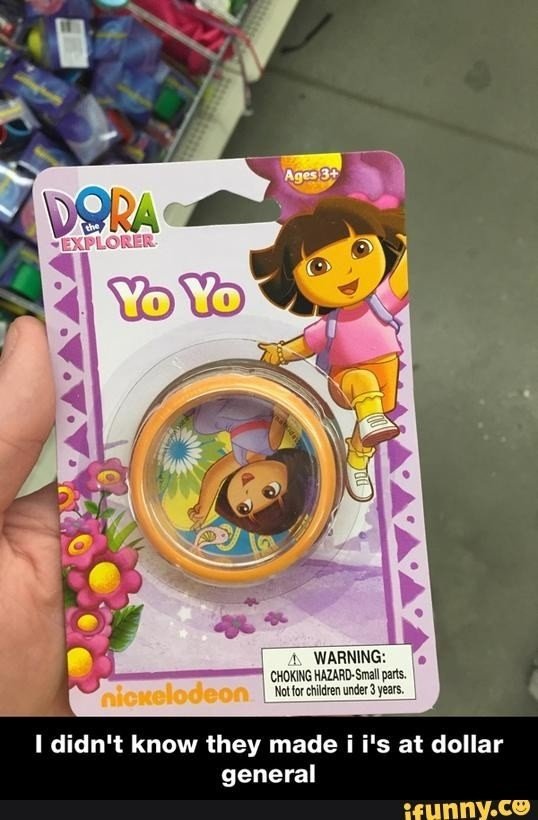 Ages 3+
DORA
the
EXPLORER
Yo Yo
⚠ WARNING:
CHOKING HAZARD-Small parts.
Not for children under 3 years.
nickelodeon
I didn't know they made i i's at dollar
general
ifunny.co